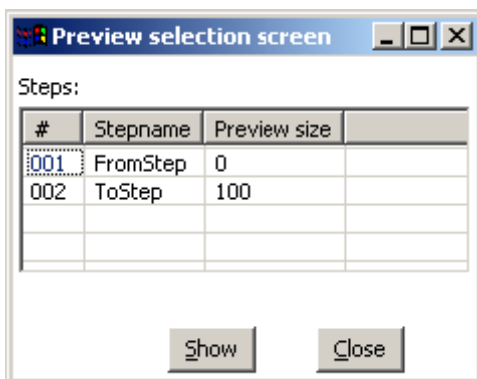 Preview selection screen
Steps:
# Stepname Preview size
001 FromStep 0
002 ToStep 100
Show Close